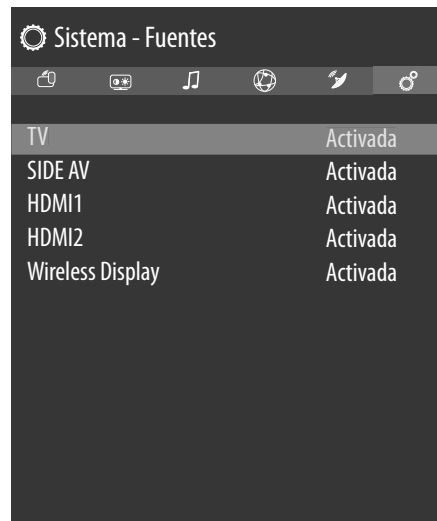 Sistema - Fuentes
TV Activada
SIDE AV Activada
HDMI1 Activada
HDMI2 Activada
Wireless Display Activada